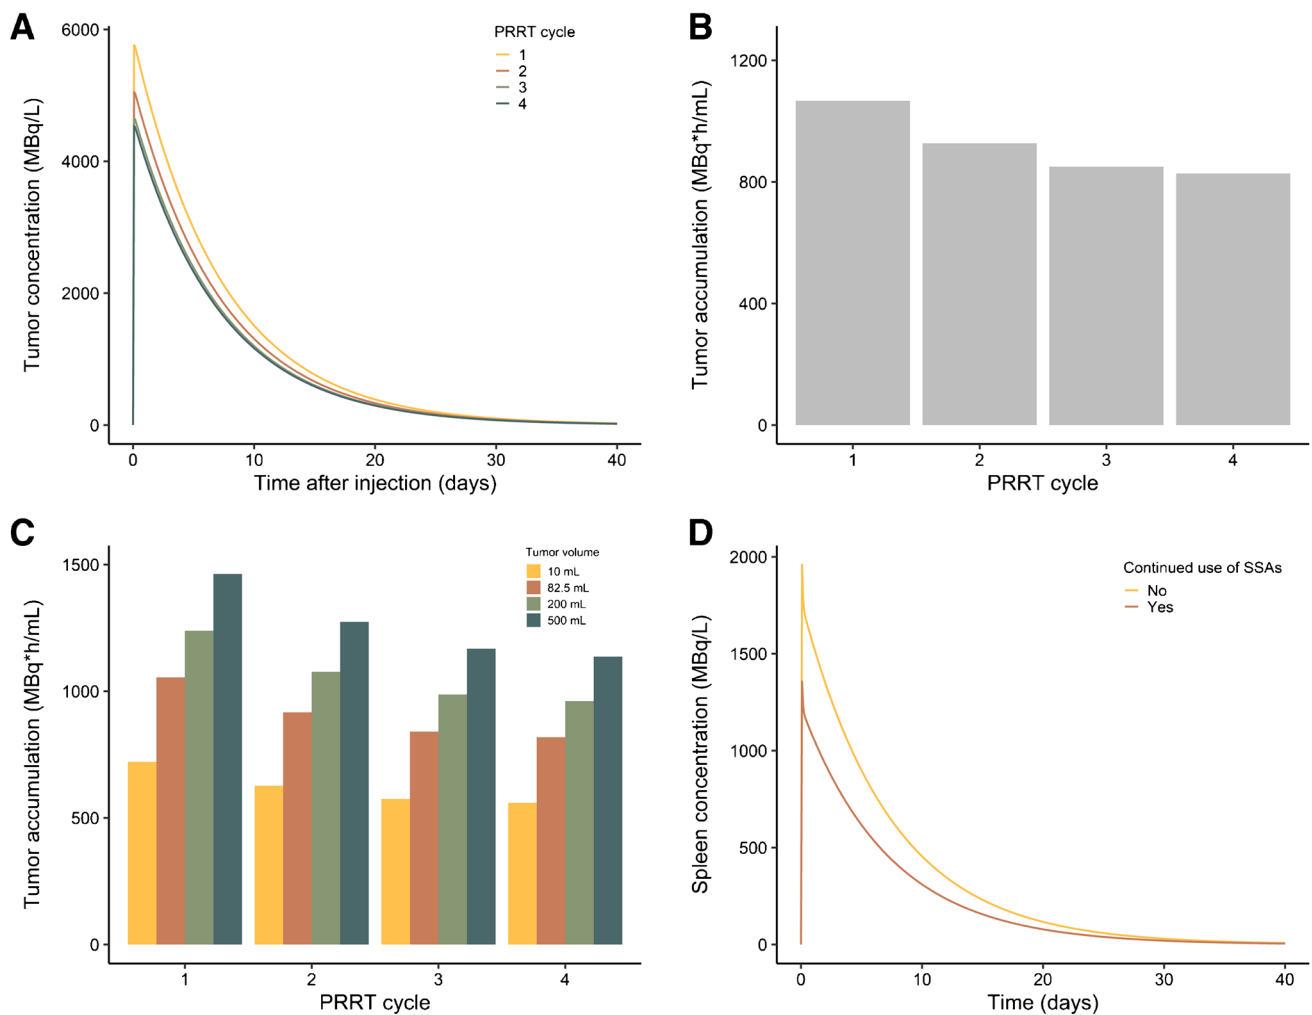 A
Tumor concentration (MBq/L)
6000
4000
2000
0
0 10 20 30 40
Time after injection (days)
PRRT cycle
1
2
3
4
B
Tumor accumulation (MBq*h/mL)
1200
800
400
0
1 2 3 4
PRRT cycle
C
Tumor accumulation (MBq*h/mL)
1500
1000
500
0
1 2 3 4
PRRT cycle
Tumor volume
10 mL
82.5 mL
200 mL
500 mL
D
Spleen concentration (MBq/L)
2000
1500
1000
500
0
0 10 20 30 40
Time (days)
Continued use of SSAs
No
Yes